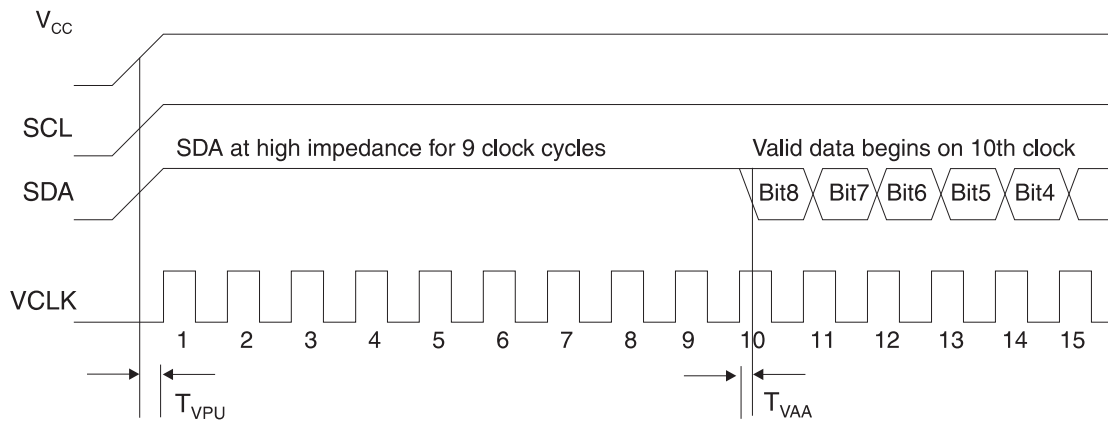 VCC
SCL
SDA at high impedance for 9 clock cycles Valid data begins on 10th clock
SDA Bit8 Bit7 Bit6 Bit5 Bit4
VCLK
1 2 3 4 5 6 7 8 9 10 11 12 13 14 15
TVPU TVAA